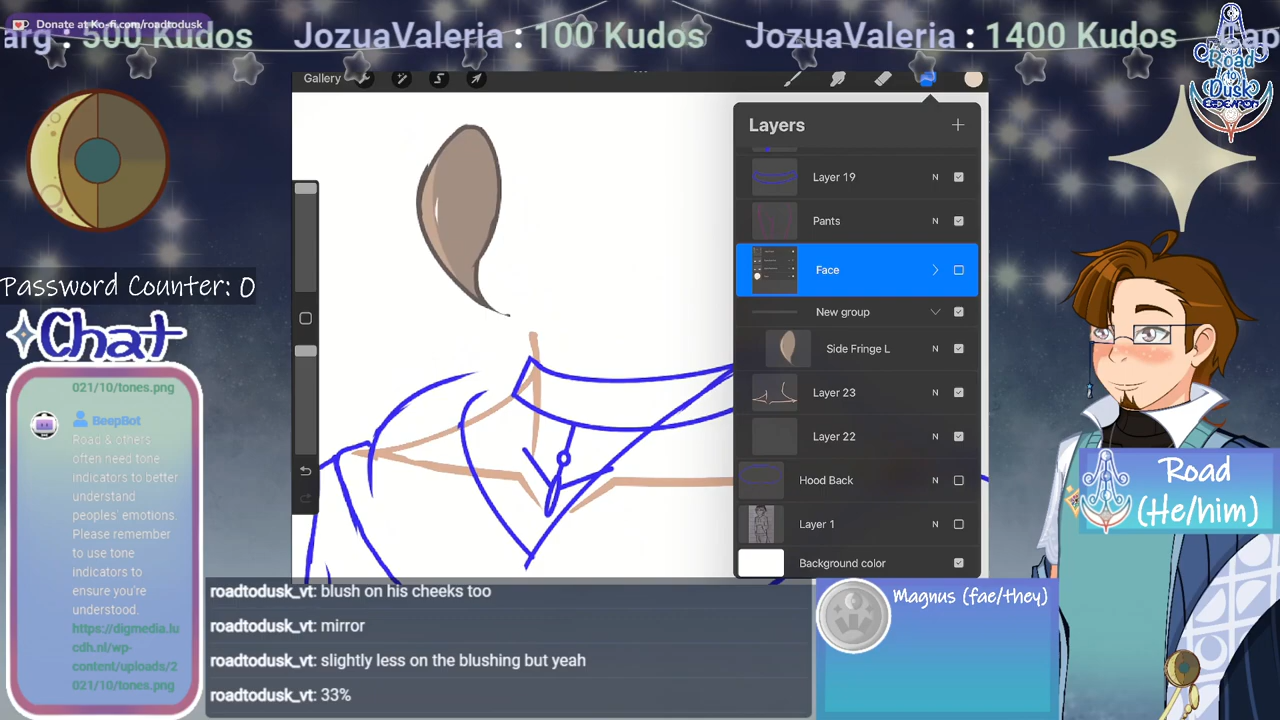 Donate at Ko-fi.com/roadtodusk
arg : 500 Kudos JozuaValeria : 100 Kudos JozuaValeria : 1400 Kudos Cap
Road
to
Dusk
Gallery
Layers
Layer 19 N
Pants N
Face
New group
Side Fringe L N
Layer 23 N
Layer 22 N
Hood Back N
Layer 1 N
Background color
Password Counter: 0
Chat
021/10/tones.png
BeepBot
Road & others
often need tone
indicators to better
understand
peoples' emotions.
Please remember
to use tone
indicators to
ensure you're
understood.
https://digmedia.lu
cdh.nl/wp-
content/uploads/2
021/10/tones.png
roadtodusk_vt: blush on his cheeks too
roadtodusk_vt: mirror
roadtodusk_vt: slightly less on the blushing but yeah
roadtodusk_vt: 33%
Road
(He/him)
Magnus (fae/they)